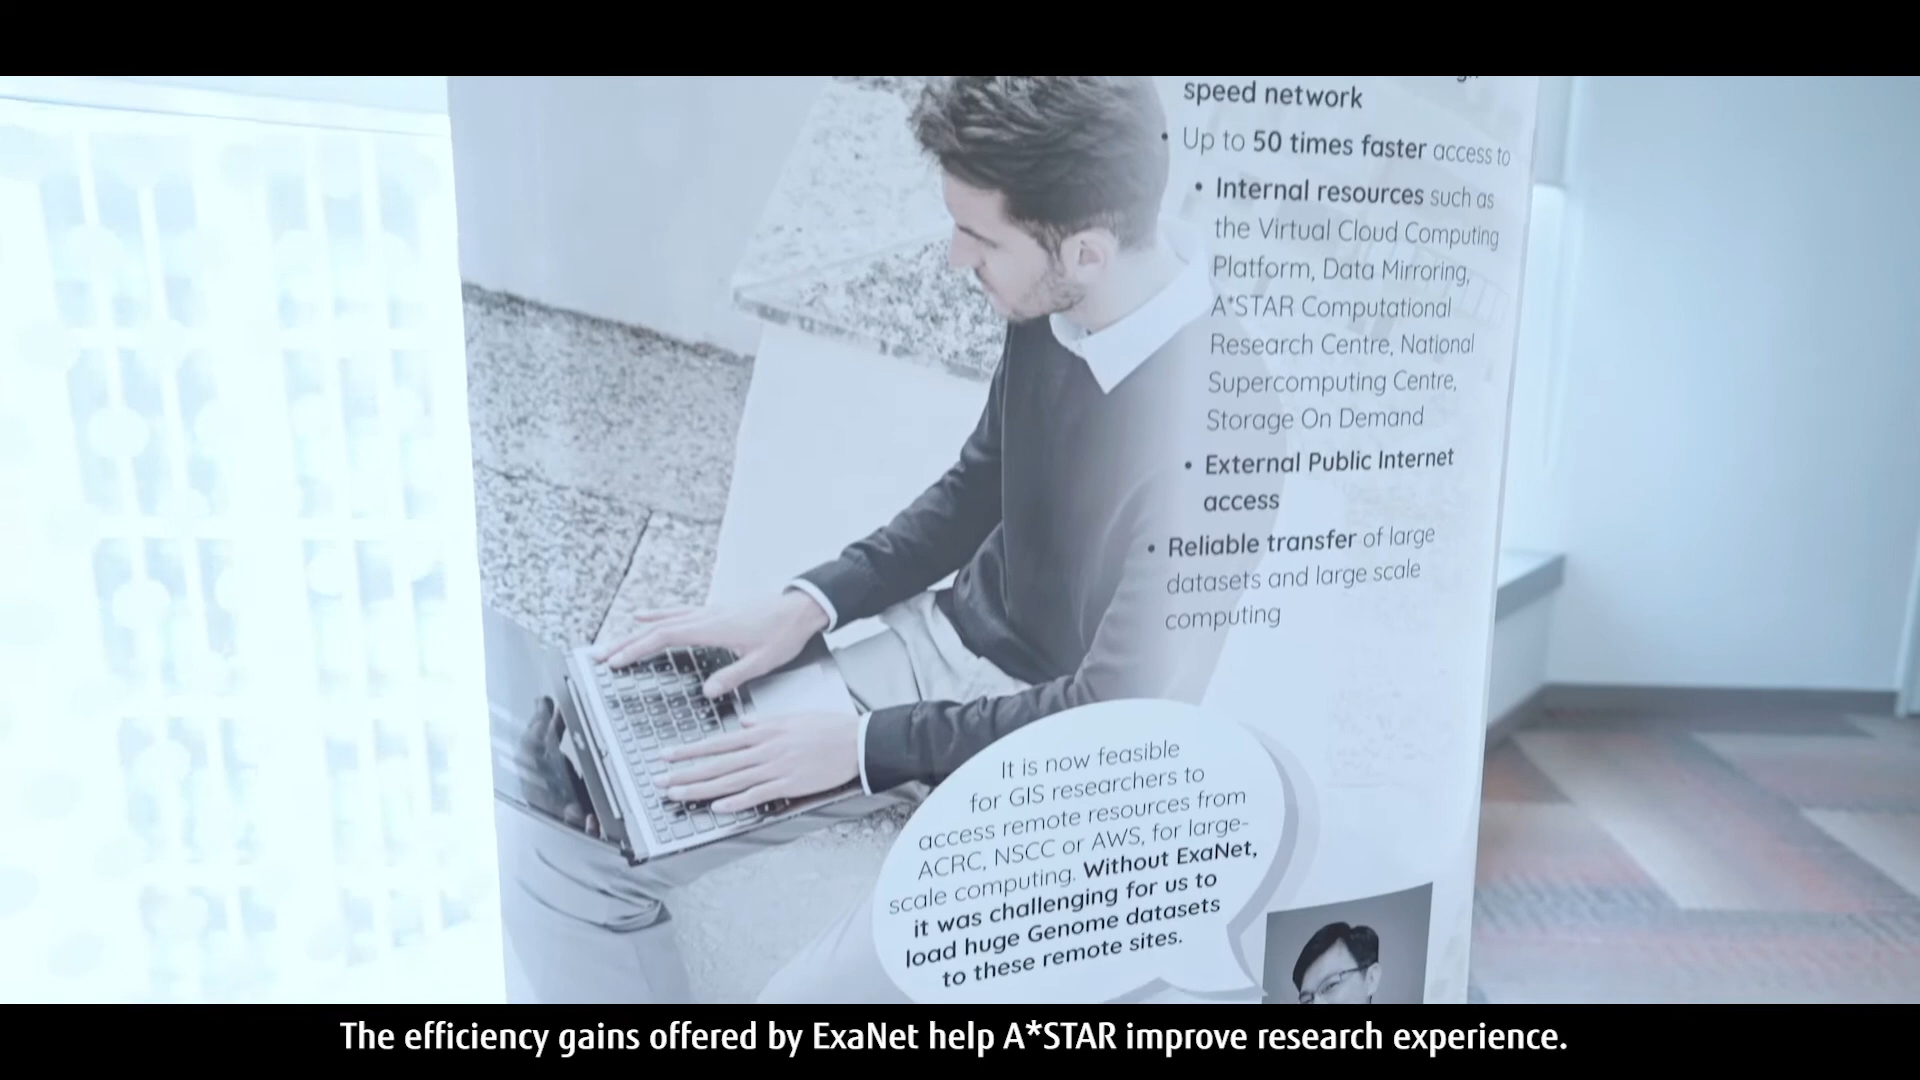 speed network
• Up to 50 times faster access to
• Internal resources such as
the Virtual Cloud Computing
Platform, Data Mirroring,
A*STAR Computational
Research Centre, National
Supercomputing Centre,
Storage On Demand
• External Public Internet
access
• Reliable transfer of large
datasets and large scale
computing
It is now feasible
for GIS researchers to
access remote resources from
ACRC, NSCC or AWS, for large-
scale computing. Without ExaNet,
it was challenging for us to
load huge Genome datasets
to these remote sites.
The efficiency gains offered by ExaNet help A*STAR improve research experience.